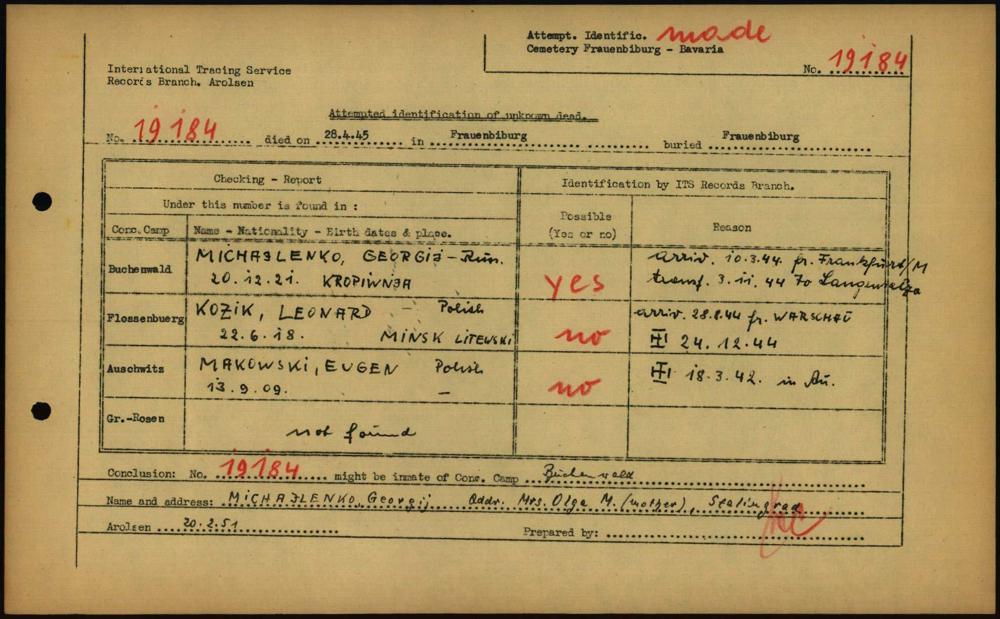 Attempt. Identific. made
Cemetery Frauenbiburg - Bavaria
No. 19184
International Tracing Service
Records Branch. Arolsen
Attempted identification of unknown dead.
No. 19184 died on 28.4.45 in Frauenbiburg buried Frauenbiburg
Checking - Report
Identification by ITS Records Branch.
Under this number is found in :
Possible
(Yes or no)
Reason
Conc. Camp
Name - Nationality - Birth dates & place.
Buchenwald
MICHAJLENKO, GEORGIJ - Russ.
20.12.21. KROPIWNJA
yes
arriv. 10.3.44. fr. Frankfurt/M
transf. 3.11.44 to Langensalza
Flossenbuerg
KOZIK, LEONARD - Polish
22.6.18. MINSK LITEWSKI
no
arriv. 28.8.44 fr. WARSCHAU
24.12.44
Auschwitz
MAKOWSKI, EUGEN Polish
13.9.09. -
no
18.3.42. in Au.
Gr.-Rosen
not found
Conclusion: No. 19184 might be inmate of Conc. Camp Buchenwald
Name and address: MICHAJLENKO, Georgij Addr. Mrs. Olga M. (mother), Stalingrad
Arolsen 20.2.51
Prepared by: